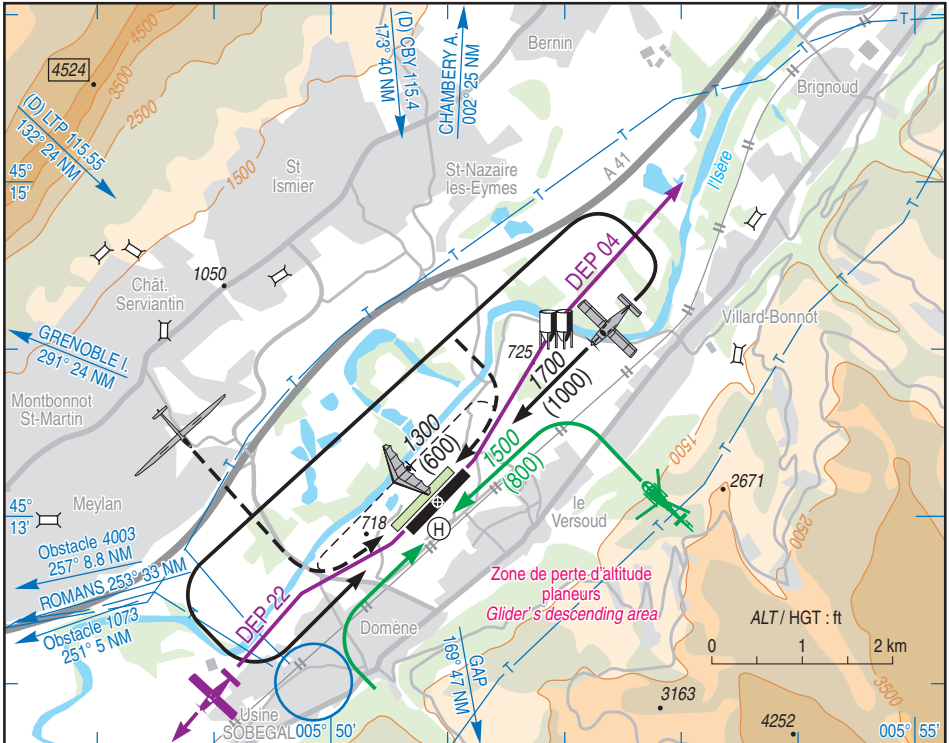 4500
3500
2500
1500
4524
(D) LTP 115.55
132° 24 NM
45°
15'
(D) CBY 115.4
173° 40 NM
CHAMBERY A.
002° 25 NM
Bernin
T
Brignoud
St
Ismier
St-Nazaire
les-Eymes
T
A 41
l'Isère
T
1050
Chât.
Serviantin
T
DEP 04
GRENOBLE I.
291° 24 NM
T
725
1700
(1000)
Villard-Bonnot
T
Montbonnot
St-Martin
1300
(600)
1500
(800)
1500
2671
T
Meylan
45°
13'
718
H
le
Versoud
2500
T
Obstacle 4003
257° 8.8 NM
ROMANS 253° 33 NM
Obstacle 1073
251° 5 NM
DEP 22
Domène
Zone de perte d'altitude
planeurs
Glider's descending area
ALT / HGT : ft
0 1 2 km
GAP
169° 47 NM
T
3163
3500
4252
Usine
SOBEGAL
005° 50'
005° 55'